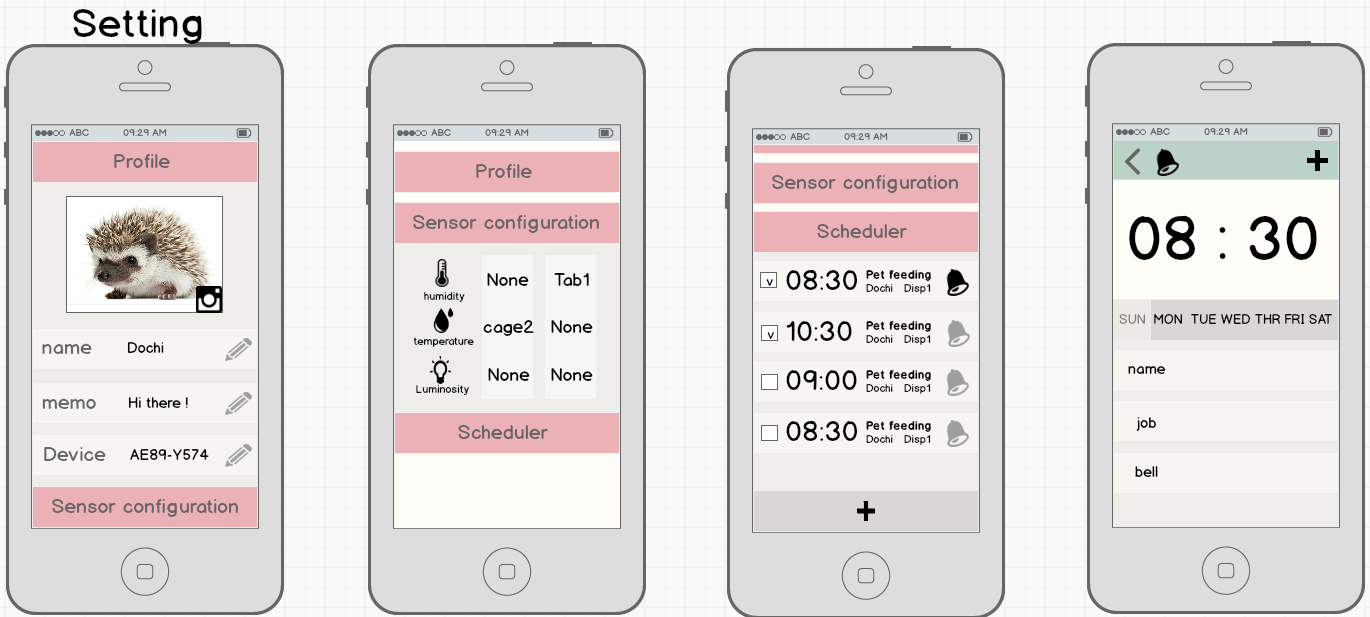 Setting
ABC 09:29 AM
Profile
name Dochi
memo Hi there !
Device AE89-Y574
Sensor configuration
ABC 09:29 AM
Profile
Sensor configuration
humidity None Tab1
temperature cage2 None
Luminosity None None
Scheduler
ABC 09:29 AM
Sensor configuration
Scheduler
v 08:30 Pet feeding
Dochi Disp1
v 10:30 Pet feeding
Dochi Disp1
09:00 Pet feeding
Dochi Disp1
08:30 Pet feeding
Dochi Disp1
+
ABC 09:29 AM
+
08 : 30
SUN MON TUE WED THR FRI SAT
name
job
bell